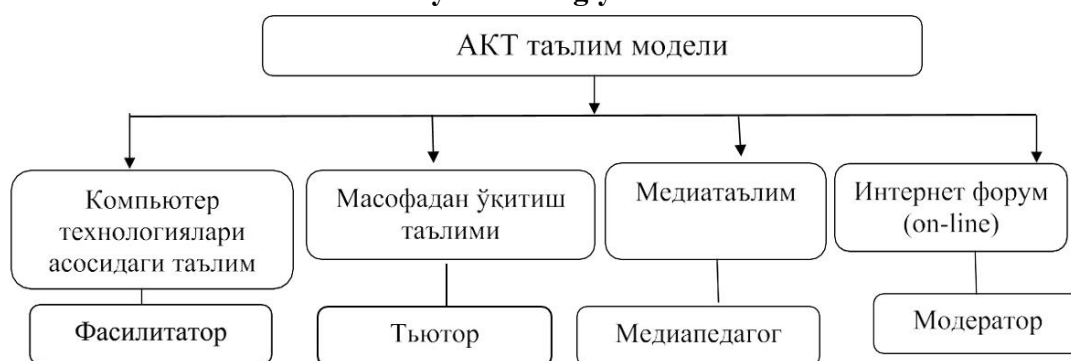 АКТ таълим модели
Компьютер
технологиялари
асосидаги таълим
Масофадан ўқитиш
таълими
Медиатаълим
Интернет форум
(on-line)
Фасилитатор
Тьютор
Медиапедагог
Модератор